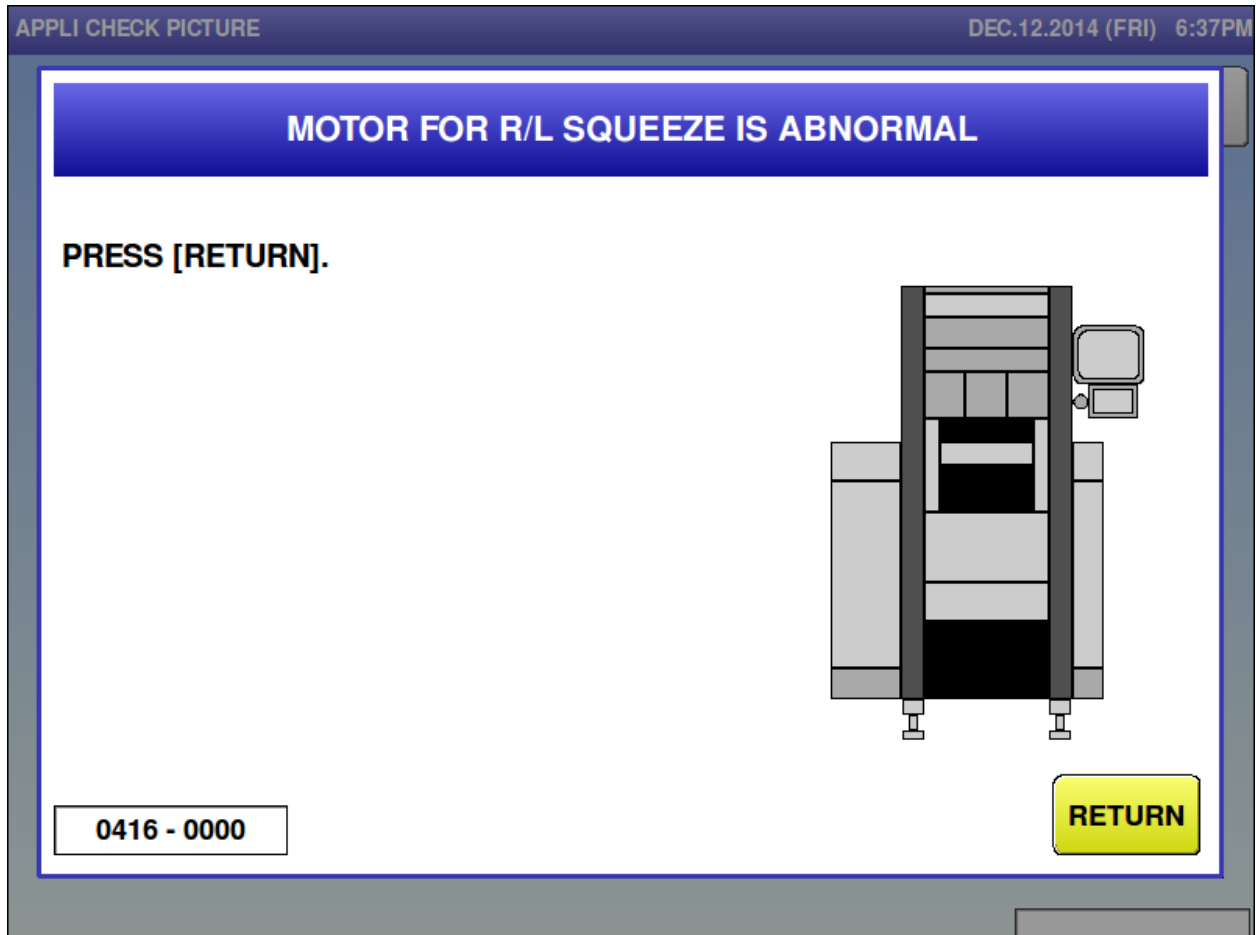 APPLI CHECK PICTURE DEC.12.2014 (FRI) 6:37PM
MOTOR FOR R/L SQUEEZE IS ABNORMAL
PRESS [RETURN].
0416 - 0000
RETURN